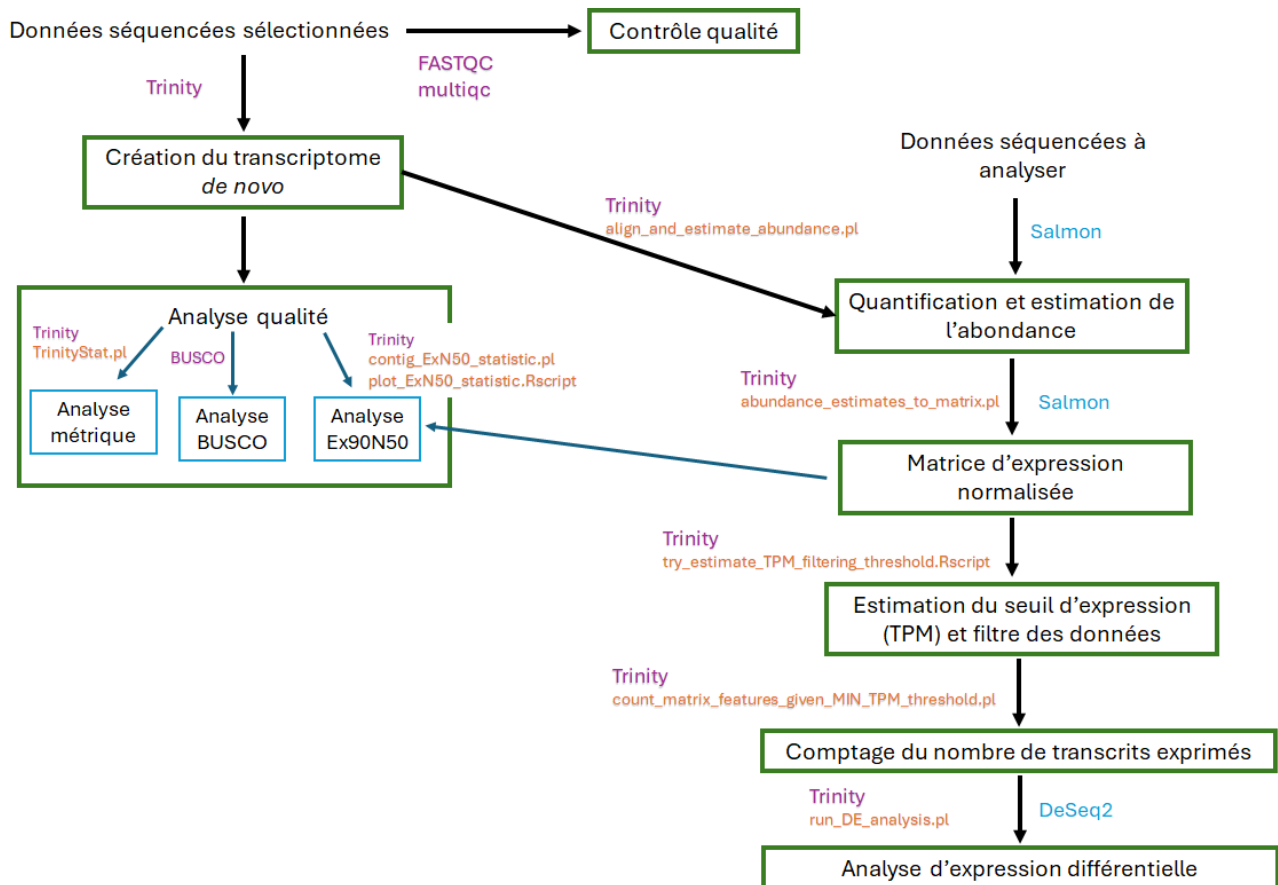 Données séquencées sélectionnées
Contrôle qualité
FASTQC
multiqc
Trinity
Création du transcriptome
de novo
Données séquencées à
analyser
Trinity
align_and_estimate_abundance.pl
Salmon
Quantification et estimation de
l’abondance
Analyse qualité
Trinity
TrinityStat.pl
BUSCO
Trinity
contig_ExN50_statistic.pl
plot_ExN50_statistic.Rscript
Analyse
métrique
Analyse
BUSCO
Analyse
Ex90N50
Trinity
abundance_estimates_to_matrix.pl
Salmon
Matrice d’expression
normalisée
Trinity
try_estimate_TPM_filtering_threshold.Rscript
Estimation du seuil d’expression
(TPM) et filtre des données
Trinity
count_matrix_features_given_MIN_TPM_threshold.pl
Comptage du nombre de transcrits exprimés
Trinity
run_DE_analysis.pl
DeSeq2
Analyse d’expression différentielle